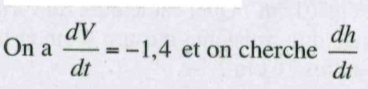 On a dV/dt = −1,4 et on cherche dh/dt